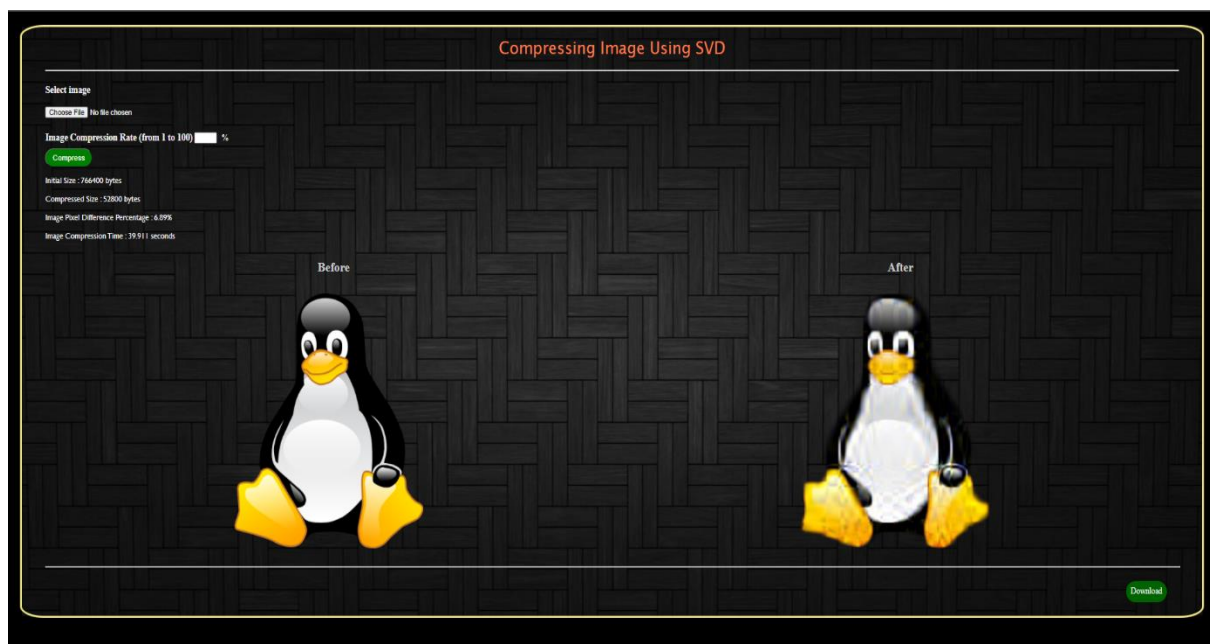 Compressing Image Using SVD
Select image
Choose File No file chosen
Image Compression Rate (from 1 to 100) %
Compress
Initial Size : 766400 bytes
Compressed Size : 52800 bytes
Image Pixel Difference Percentage : 6.89%
Image Compression Time : 39.911 seconds
Before After
Download